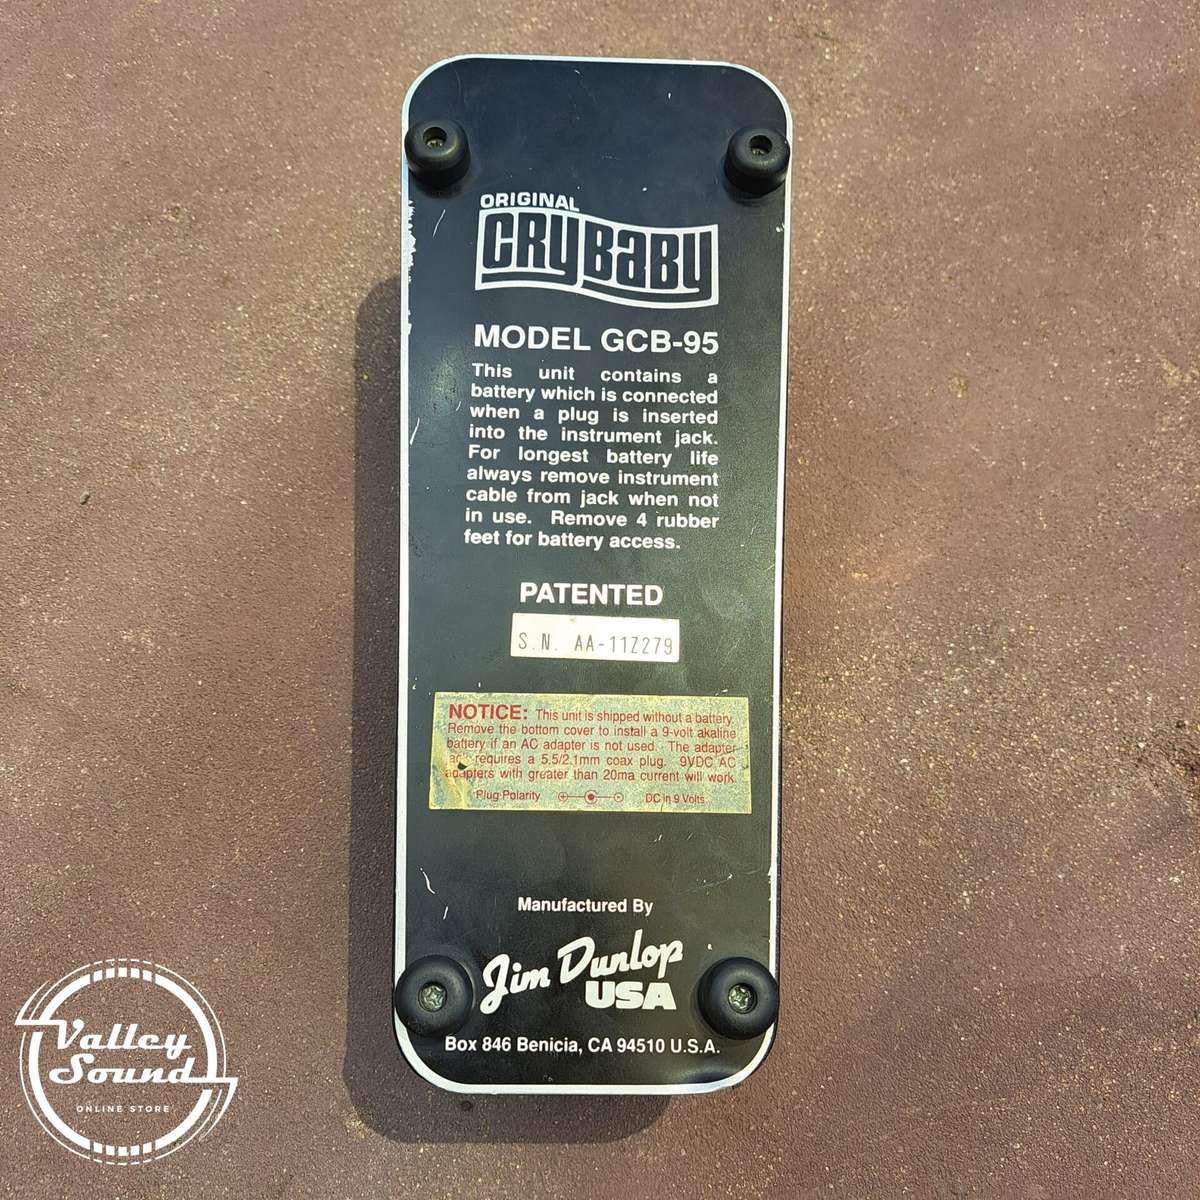 ORIGINAL
CRYBABY
MODEL GCB-95
This unit contains a
battery which is connected
when a plug is inserted
into the instrument jack.
For longest battery life
always remove instrument
cable from jack when not
in use. Remove 4 rubber
feet for battery access.
PATENTED
S.N. AA-11Z279
NOTICE: This unit is shipped without a battery.
Remove the bottom cover to install a 9-volt akaline
battery if an AC adapter is not used. The adapter
requires a 5.5/2.1mm coax plug. 9VDC AC
adapters with greater than 20ma current will work.
Plug Polarity DC in 9 Volts
Manufactured By
Jim Dunlop
USA
Box 846 Benicia, CA 94510 U.S.A.
Valley
Sound
ONLINE STORE